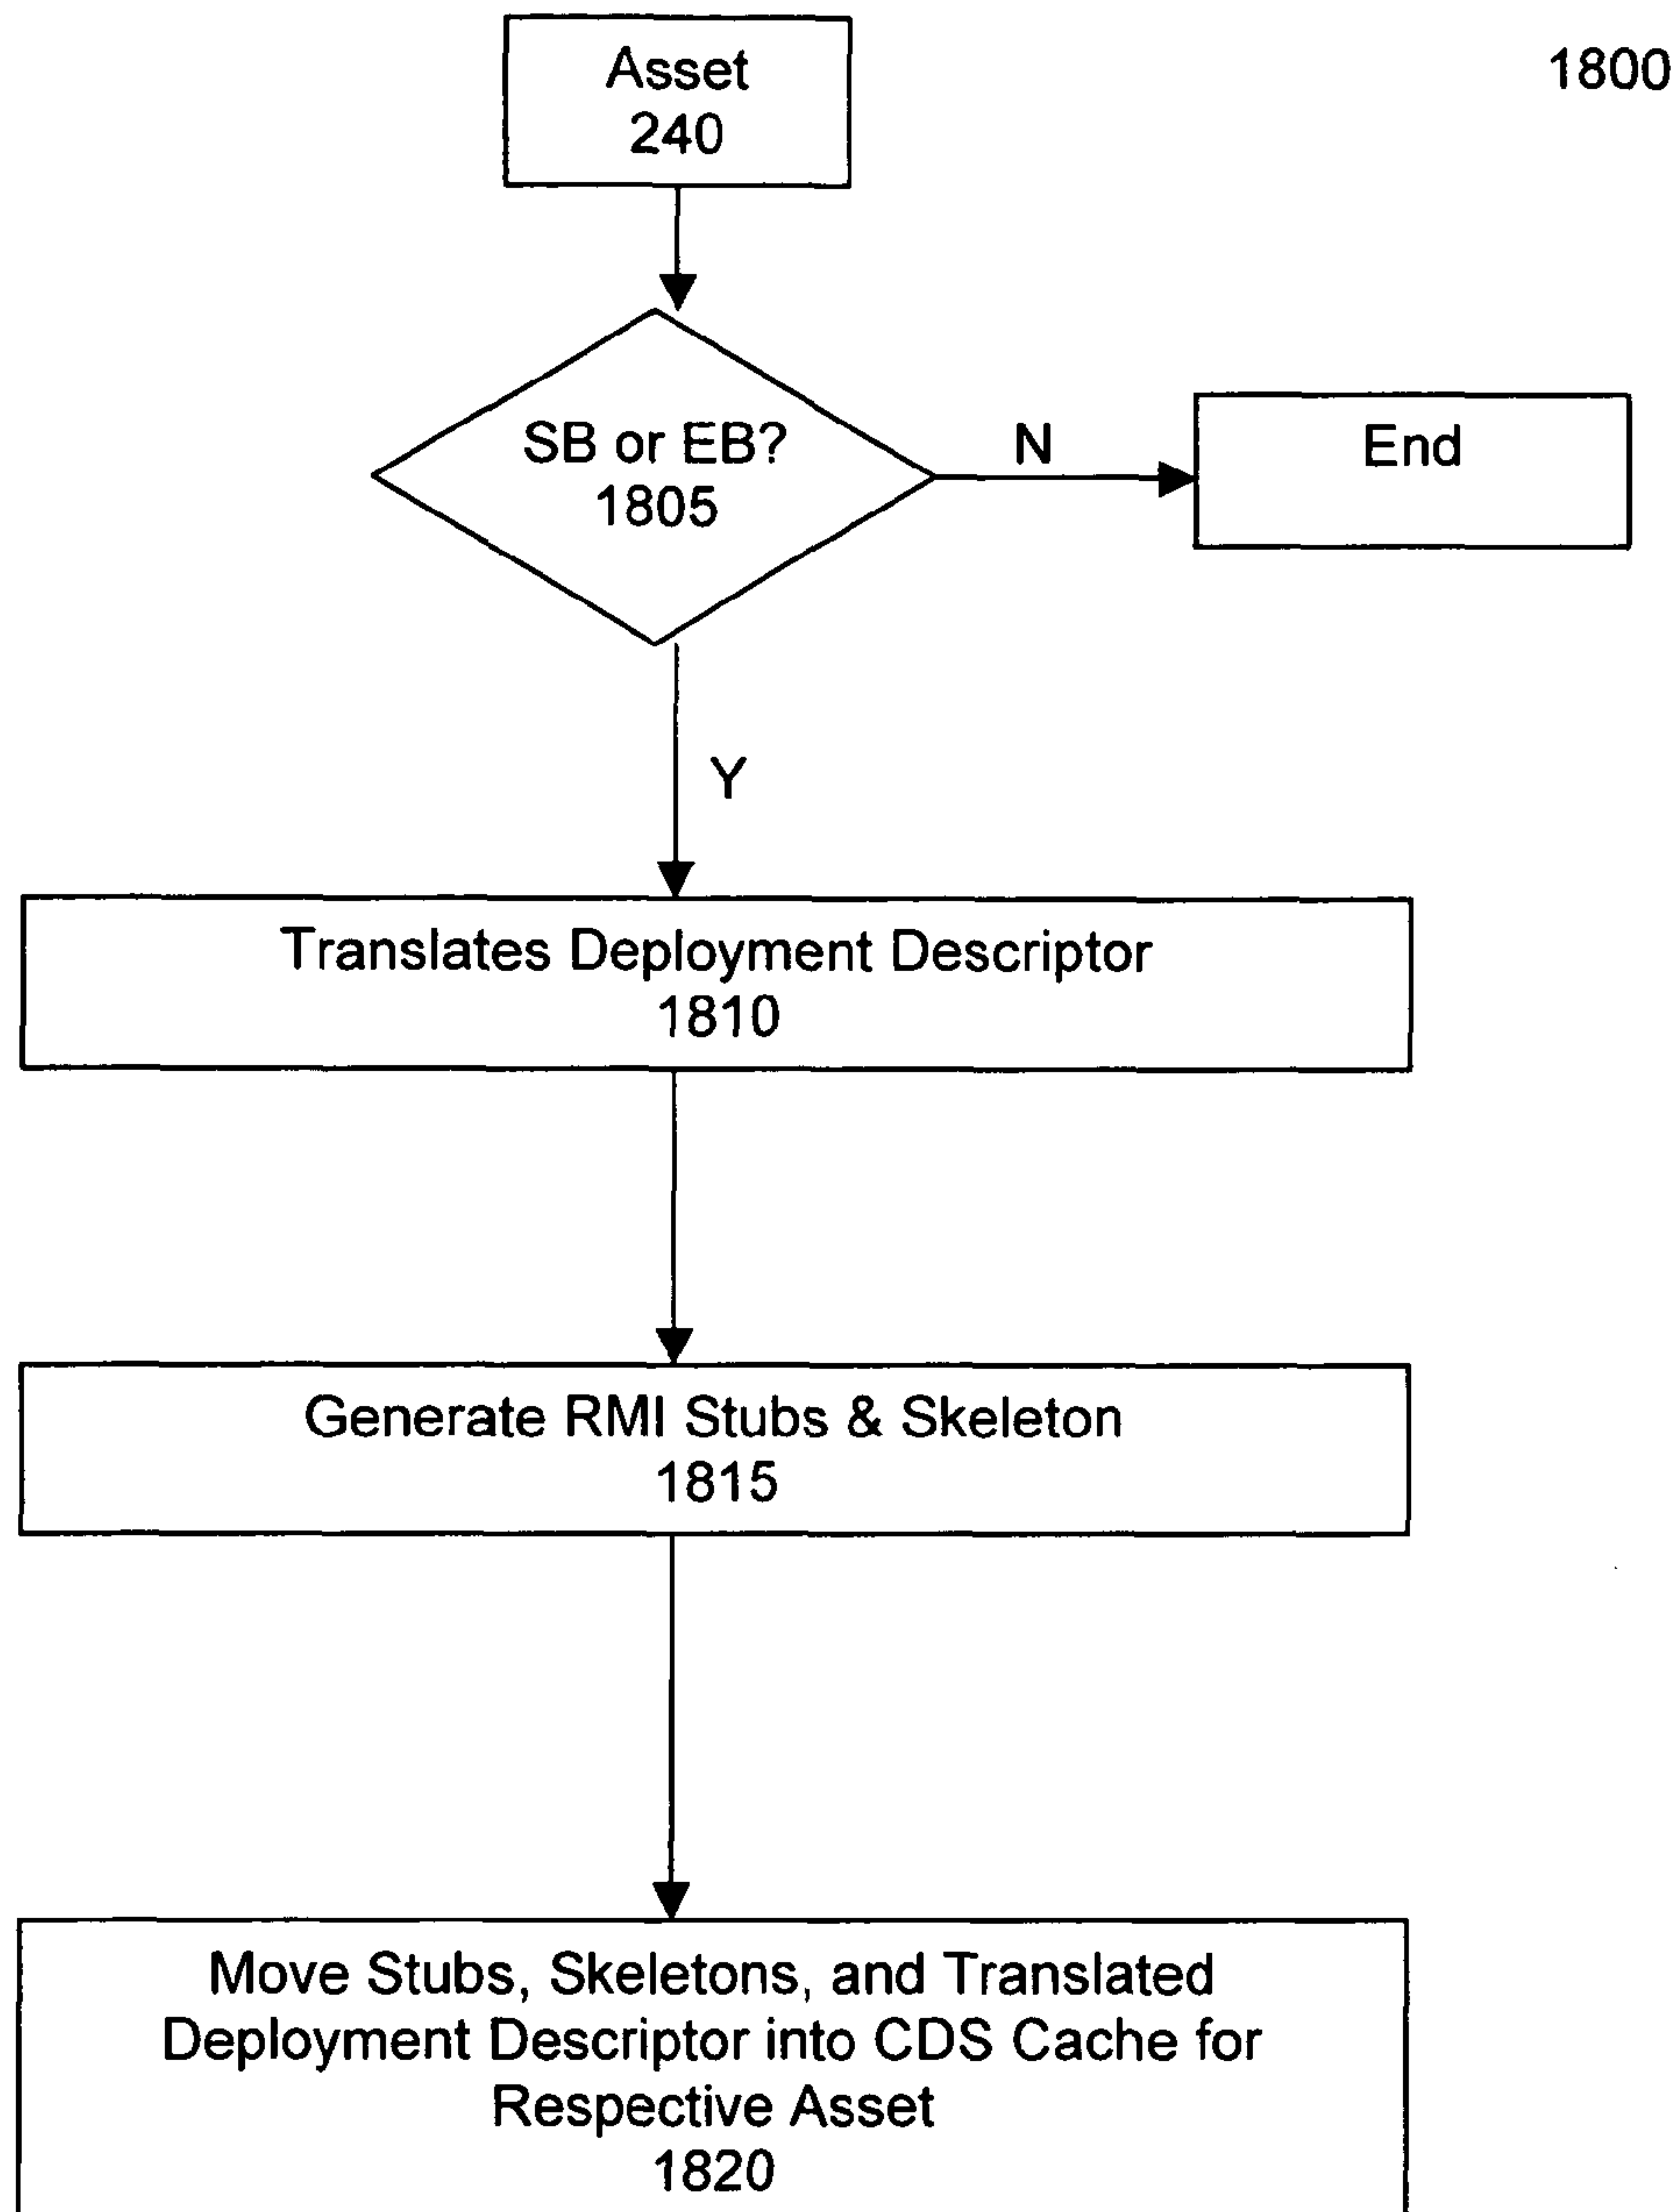 Asset
240
1800
SB or EB?
1805
N
End
Y
Translates Deployment Descriptor
1810
Generate RMI Stubs & Skeleton
1815
Move Stubs, Skeletons, and Translated
Deployment Descriptor into CDS Cache for
Respective Asset
1820